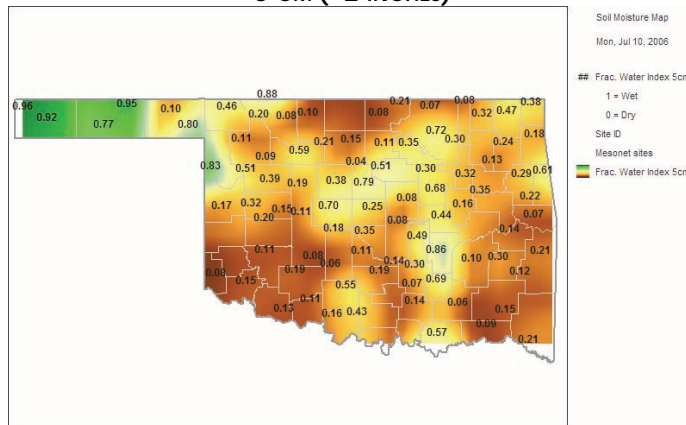 5 CM (~2 INCHES)
Soil Moisture Map
Mon, Jul 10, 2006
## Frac. Water Index 5cm
1 = Wet
0 = Dry
Site ID
Mesonet sites
Frac. Water Index 5cm
0.88
0.96 0.95 0.10 0.46 0.21 0.07 0.08 0.38
0.92 0.77 0.80 0.20 0.08 0.10 0.08 0.32 0.47
0.11 0.21 0.15 0.11 0.35 0.72 0.30 0.24 0.18
0.83 0.51 0.09 0.59 0.04 0.51 0.30 0.32 0.13 0.29 0.61
0.39 0.19 0.38 0.79 0.08 0.68 0.35 0.22
0.17 0.32 0.15 0.11 0.70 0.25 0.16 0.07
0.20 0.18 0.35 0.08 0.44 0.14
0.11 0.08 0.06 0.11 0.49 0.86 0.10 0.30 0.21
0.08 0.15 0.19 0.19 0.14 0.30 0.69 0.12
0.55 0.07
0.13 0.11 0.16 0.43 0.14 0.06 0.15
0.57 0.09 0.21